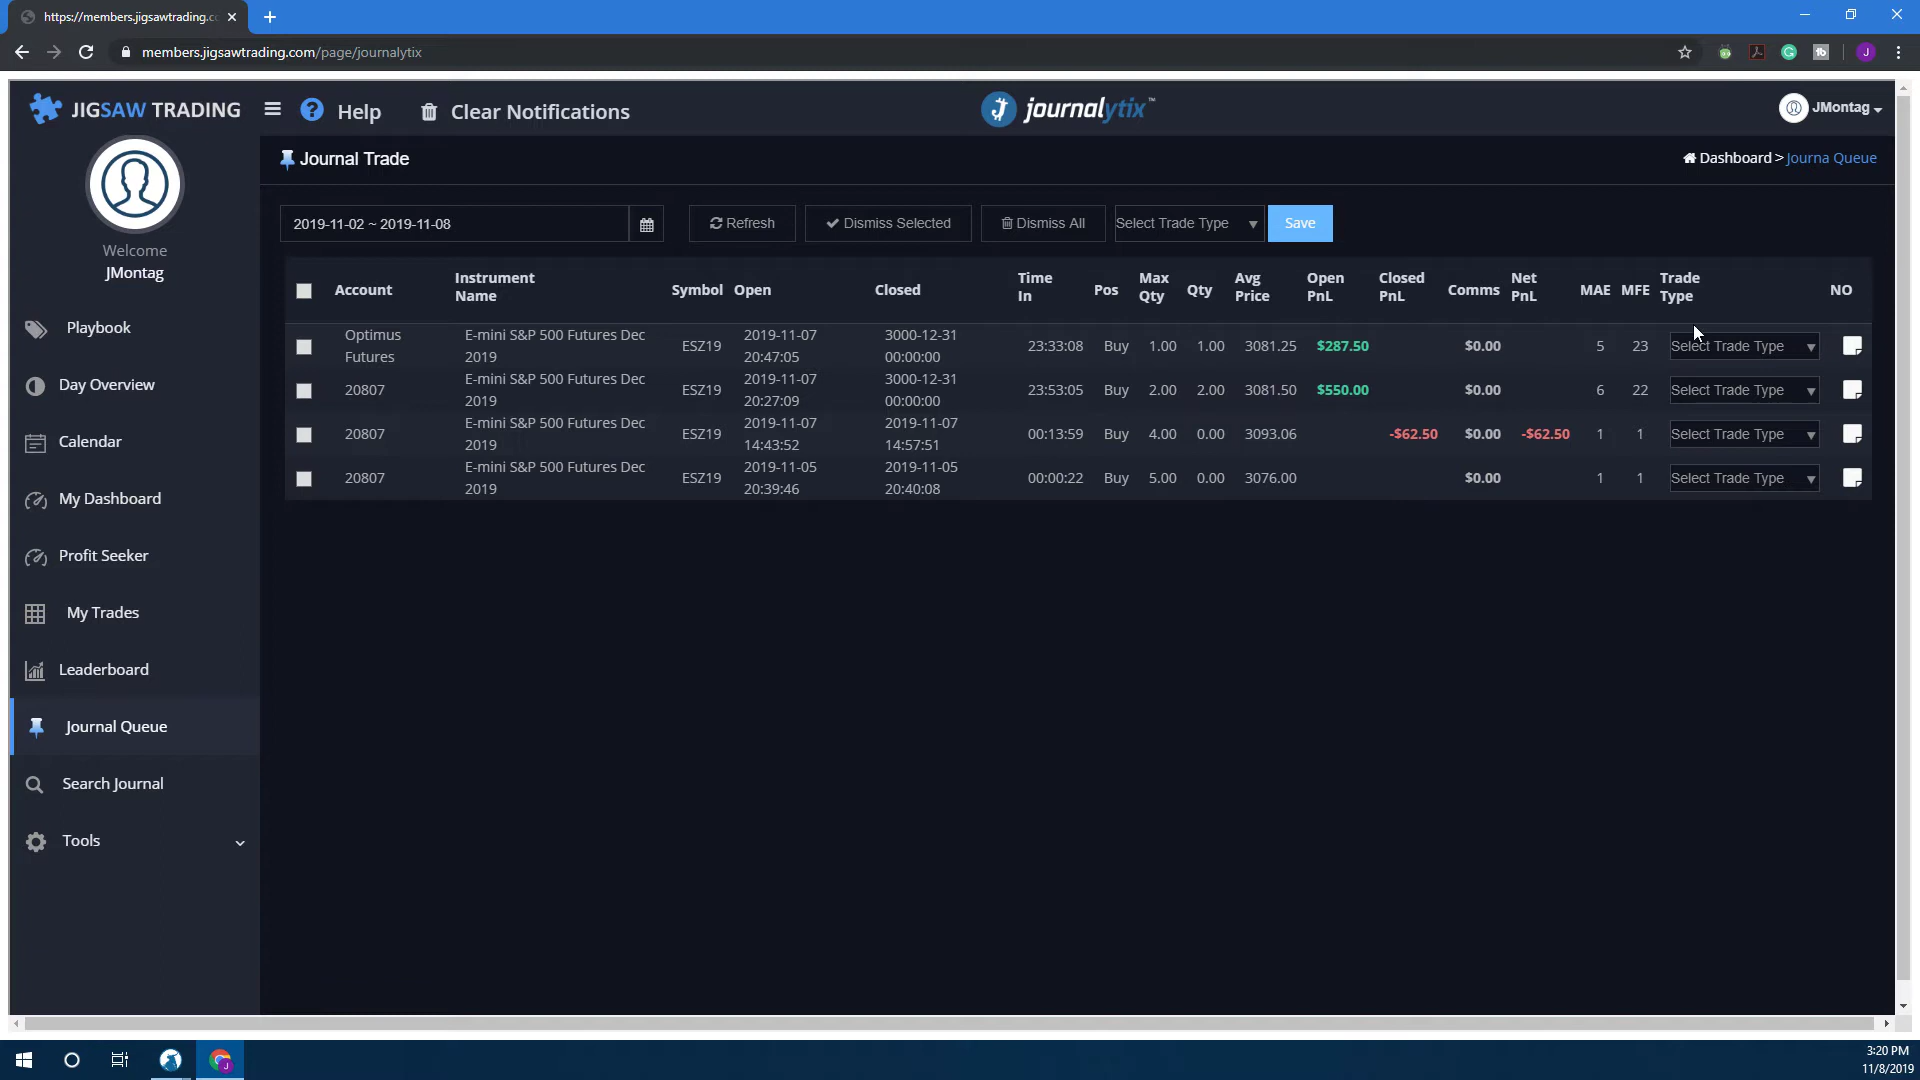 https://members.jigsawtrading.c
members.jigsawtrading.com/page/journalytix
JIGSAW TRADING
Help
Clear Notifications
journalytix™
JMontag
Welcome
JMontag
Playbook
Day Overview
Calendar
My Dashboard
Profit Seeker
My Trades
Leaderboard
Journal Queue
Search Journal
Tools
Journal Trade
Dashboard > Journa Queue
2019-11-02 ~ 2019-11-08
Refresh
Dismiss Selected
Dismiss All
Select Trade Type
Save
Account Instrument Name Symbol Open Closed Time In Pos Max Qty Qty Avg Price Open PnL Closed PnL Comms Net PnL MAE MFE Trade Type NO
Optimus Futures E-mini S&P 500 Futures Dec 2019 ESZ19 2019-11-07 20:47:05 3000-12-31 00:00:00 23:33:08 Buy 1.00 1.00 3081.25 $287.50 $0.00 5 23 Select Trade Type
20807 E-mini S&P 500 Futures Dec 2019 ESZ19 2019-11-07 20:27:09 3000-12-31 00:00:00 23:53:05 Buy 2.00 2.00 3081.50 $550.00 $0.00 6 22 Select Trade Type
20807 E-mini S&P 500 Futures Dec 2019 ESZ19 2019-11-07 14:43:52 2019-11-07 14:57:51 00:13:59 Buy 4.00 0.00 3093.06 -$62.50 $0.00 -$62.50 1 1 Select Trade Type
20807 E-mini S&P 500 Futures Dec 2019 ESZ19 2019-11-05 20:39:46 2019-11-05 20:40:08 00:00:22 Buy 5.00 0.00 3076.00 $0.00 1 1 Select Trade Type
3:20 PM
11/8/2019